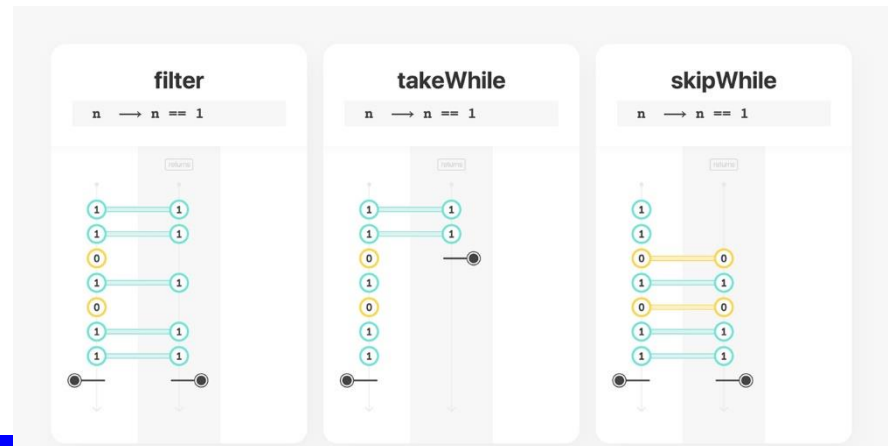 filter
n → n == 1
returns
1 1
1 1
0
1 1
0
1 1
1 1
takeWhile
n → n == 1
returns
1 1
1 1
0
1
0
1
1
skipWhile
n → n == 1
returns
1
1
0 0
1 1
0 0
1 1
1 1